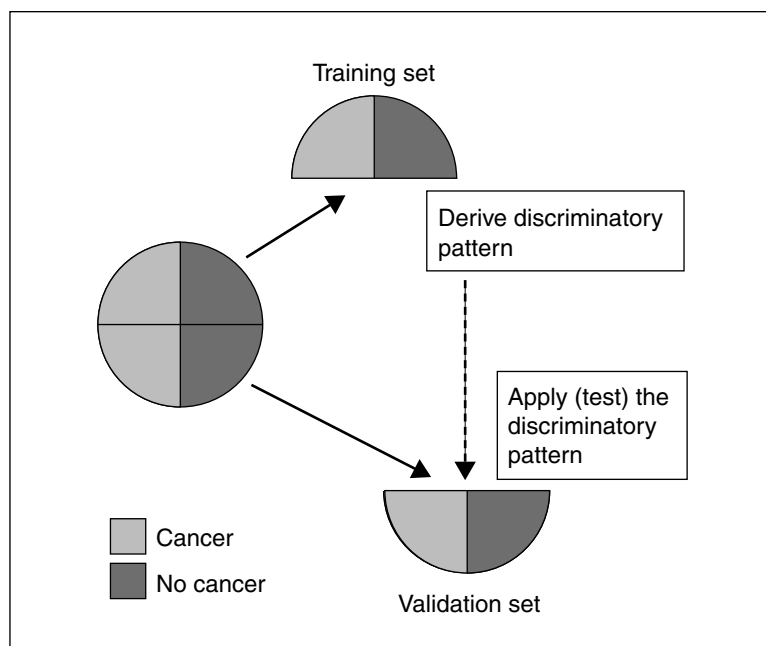 Training set
Derive discriminatory
pattern
Apply (test) the
discriminatory
pattern
Cancer
No cancer
Validation set